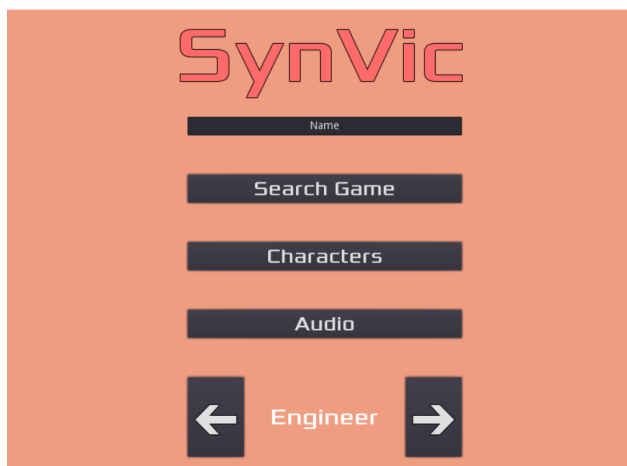 SynVic
Name
Search Game
Characters
Audio
Engineer